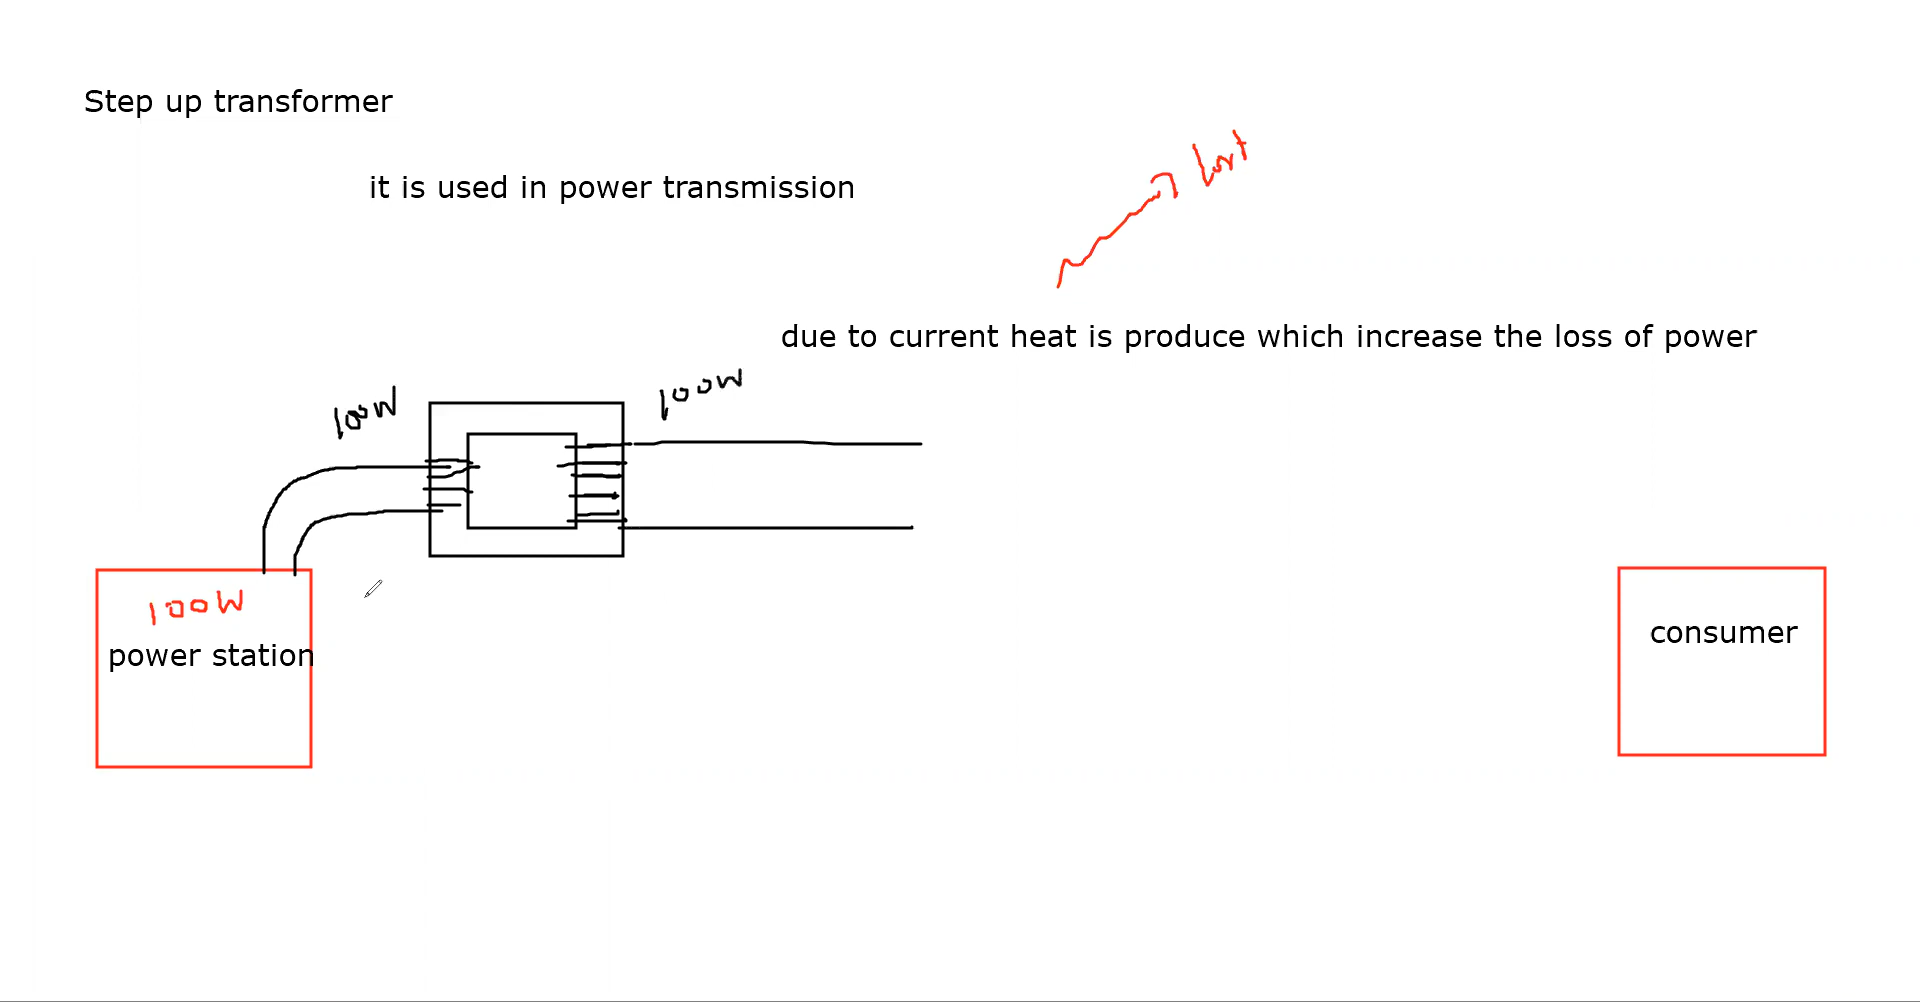 Step up transformer
it is used in power transmission
lost
due to current heat is produce which increase the loss of power
100W
100W
100W
power station
consumer